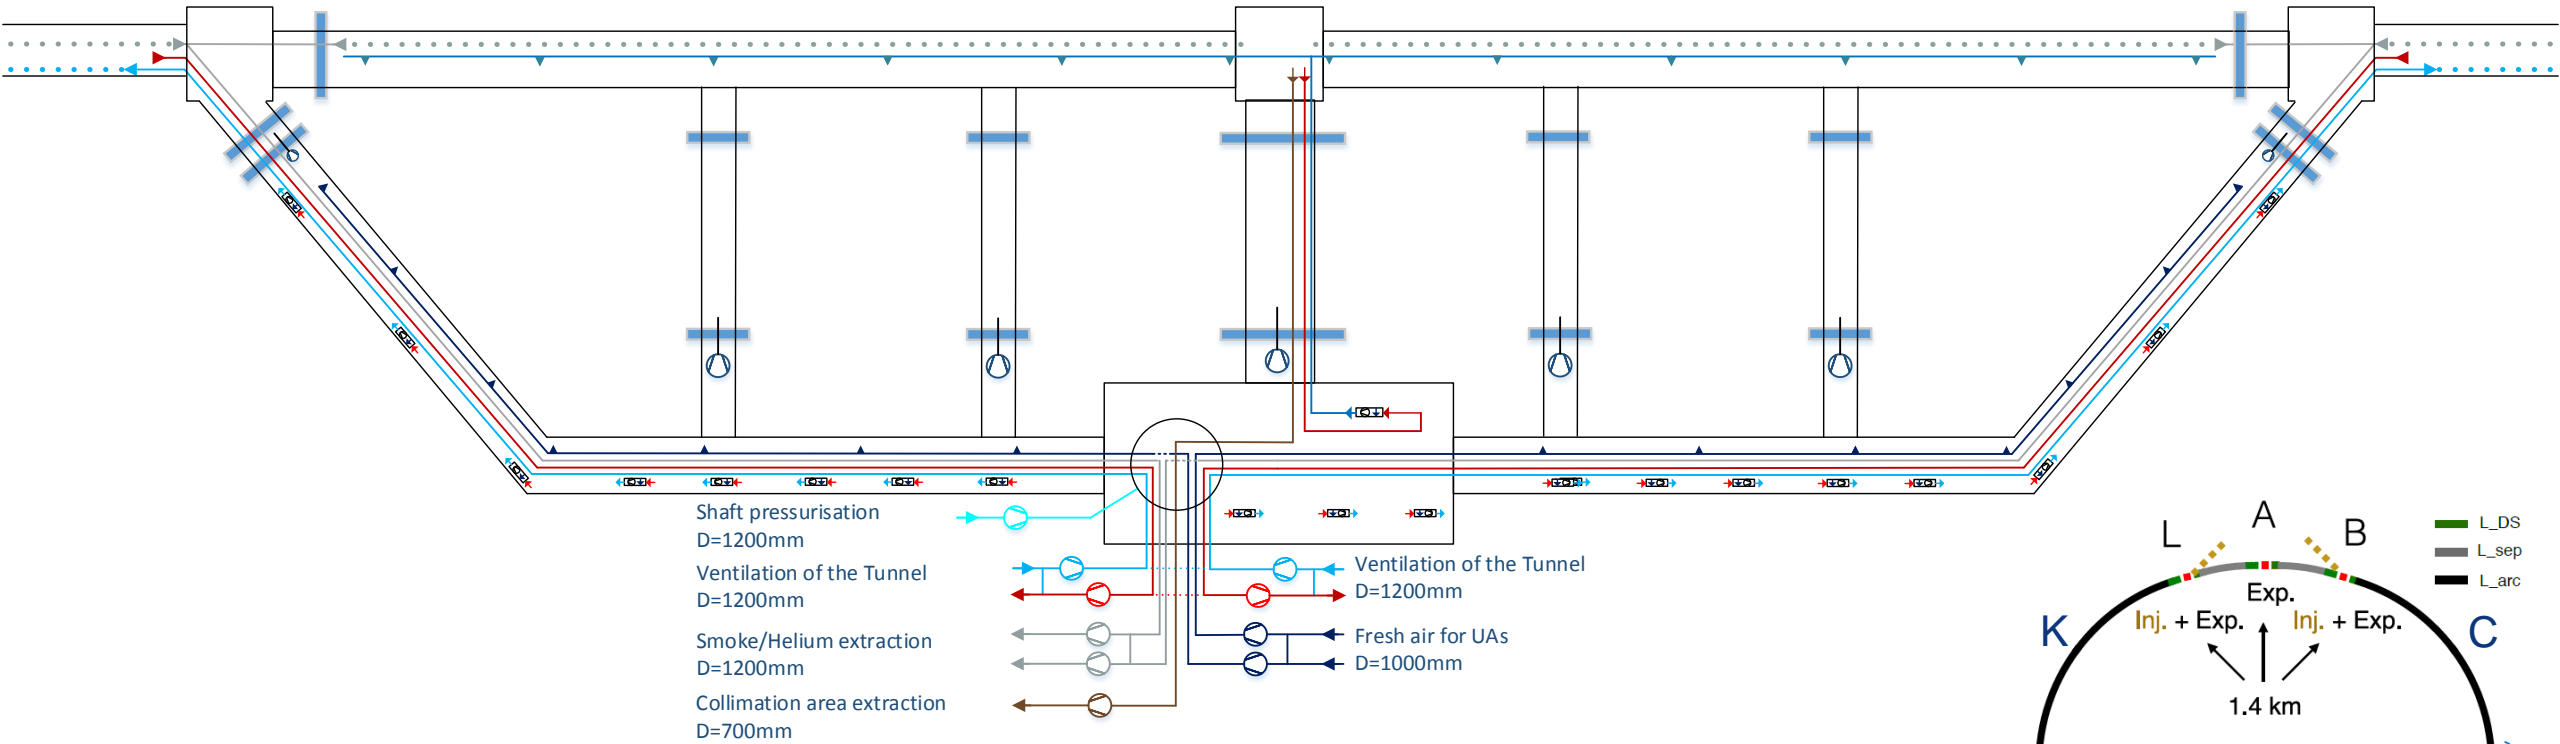 Shaft pressurisation
D=1200mm
Ventilation of the Tunnel
D=1200mm
Smoke/Helium extraction
D=1200mm
Collimation area extraction
D=700mm
Ventilation of the Tunnel
D=1200mm
Fresh air for UAs
D=1000mm
L
A
B
L_DS
L_sep
L_arc
Exp.
Inj. + Exp.
Inj. + Exp.
K
C
1.4 km